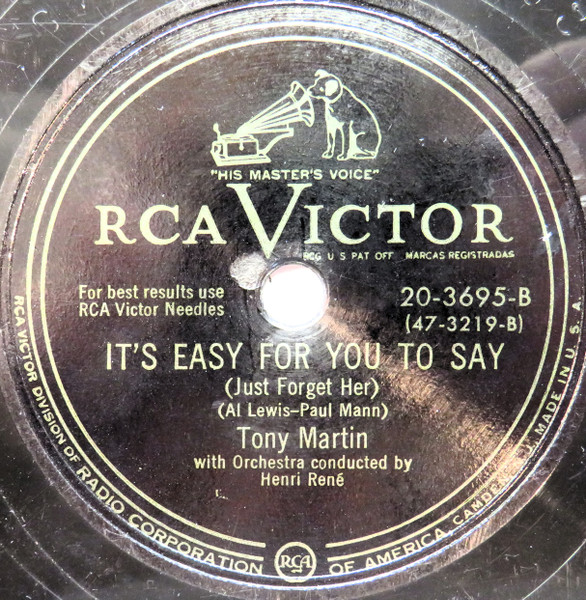 "HIS MASTER'S VOICE"
RCA VICTOR
REG U S PAT OFF MARCAS REGISTRADAS
For best results use
RCA Victor Needles
20-3695-B
(47-3219-B)
IT'S EASY FOR YOU TO SAY
(Just Forget Her)
(Al Lewis–Paul Mann)
Tony Martin
with Orchestra conducted by
Henri René
RCA VICTOR DIVISION OF RADIO CORPORATION OF AMERICA, CAMDEN, N.J. MADE IN U.S.A.
RCA